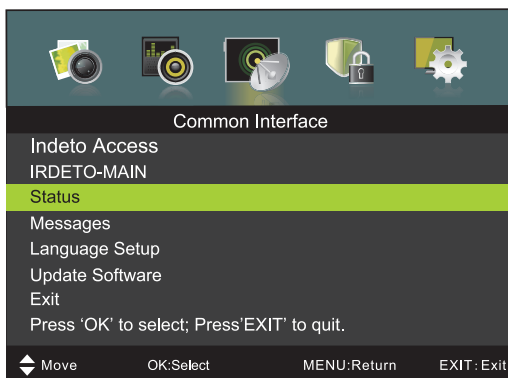 Common Interface
Indeto Access
IRDETO-MAIN
Status
Messages
Language Setup
Update Software
Exit
Press 'OK' to select; Press'EXIT' to quit.
Move OK:Select MENU:Return EXIT:Exit